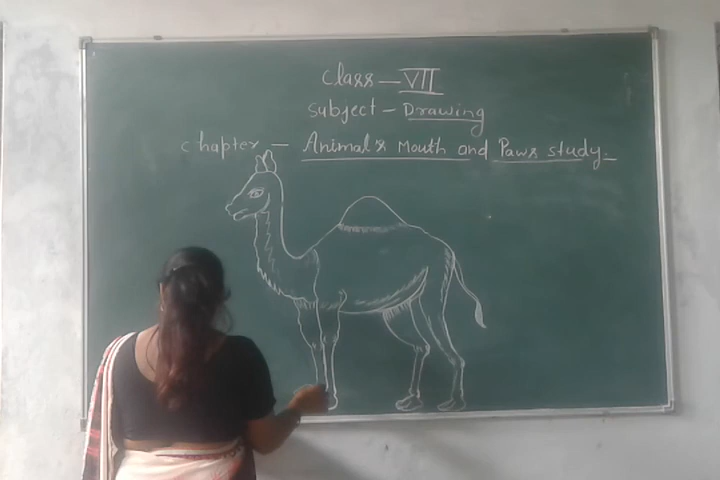 Class - VII
Subject - Drawing
Chapter - Animal's Mouth and Paws study.